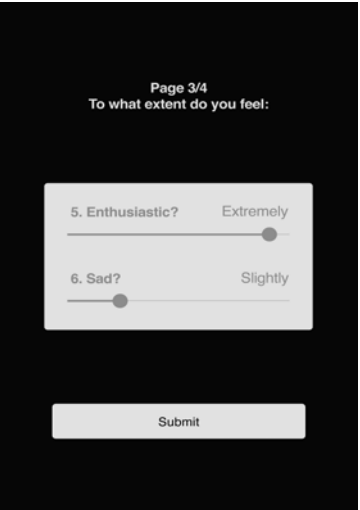 Page 3/4
To what extent do you feel:
5. Enthusiastic? Extremely
6. Sad? Slightly
Submit